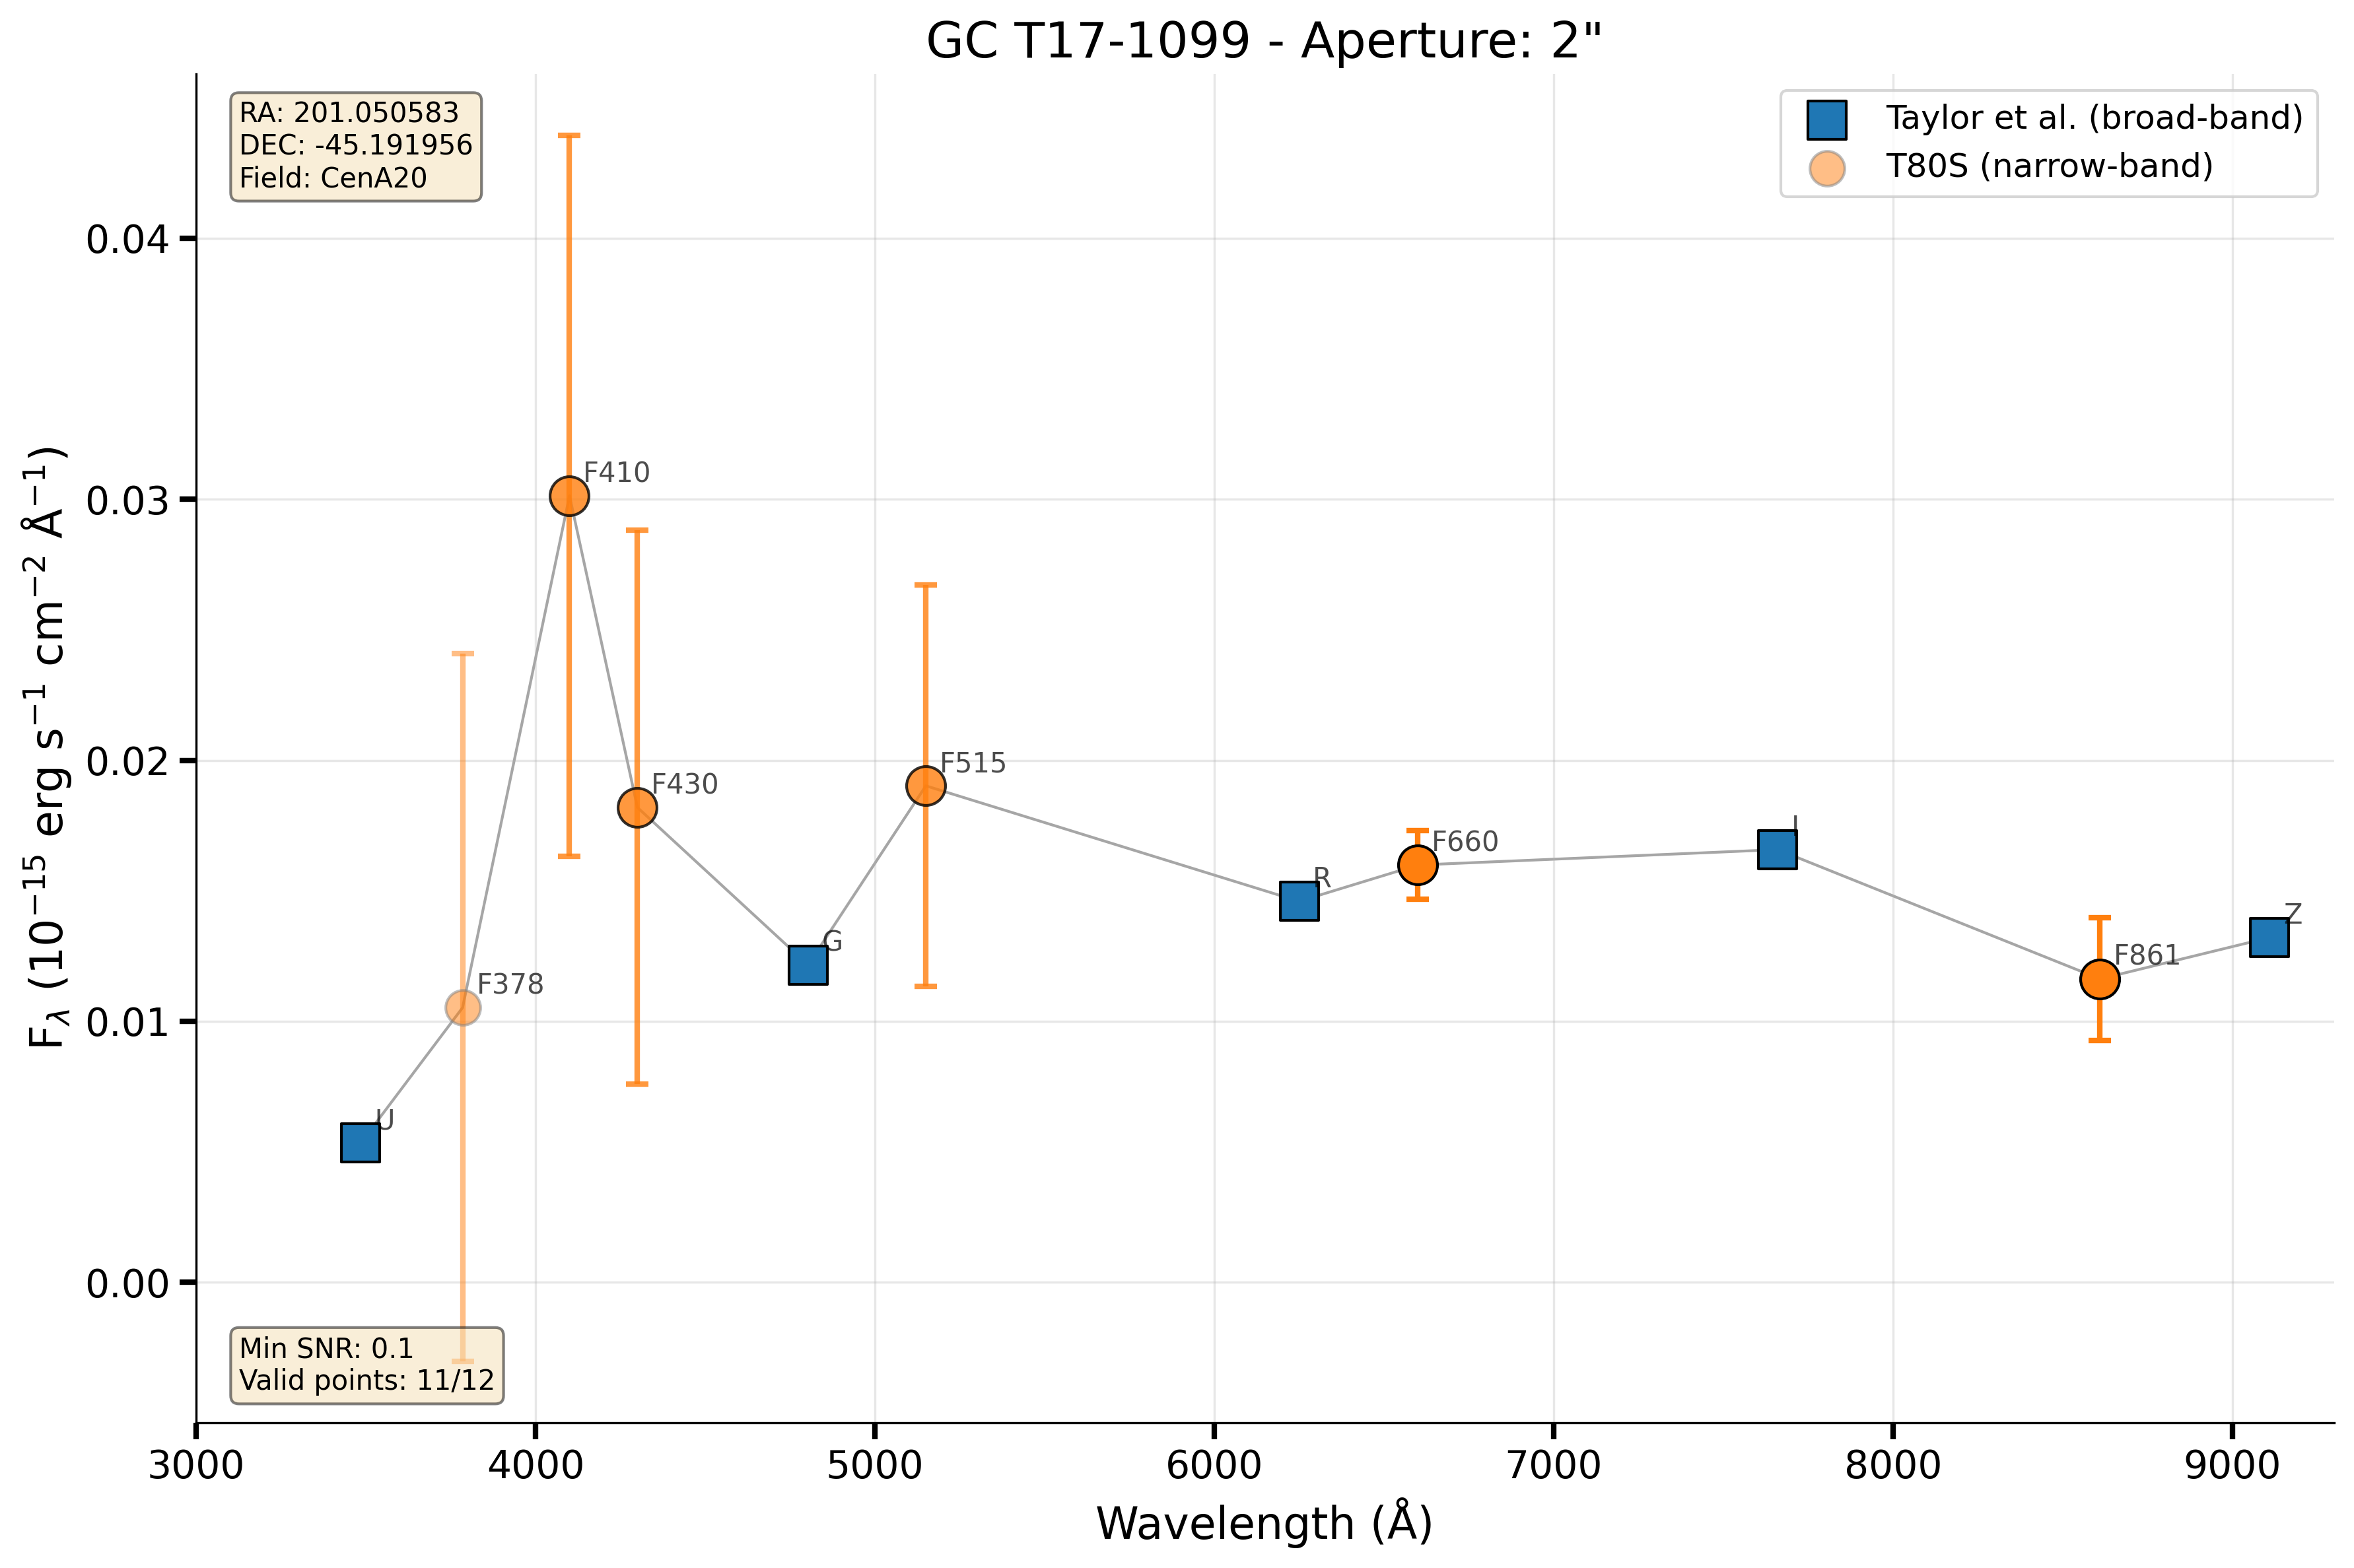 GC T17-1099 - Aperture: 2"
RA: 201.050583
DEC: -45.191956
Field: CenA20
Taylor et al. (broad-band)
T80S (narrow-band)
F410
F430
F378
F515
F660
F861
U
G
R
I
Z
0.04
0.03
0.02
0.01
0.00
F_λ (10⁻¹⁵ erg s⁻¹ cm⁻² Å⁻¹)
Min SNR: 0.1
Valid points: 11/12
3000 4000 5000 6000 7000 8000 9000
Wavelength (Å)